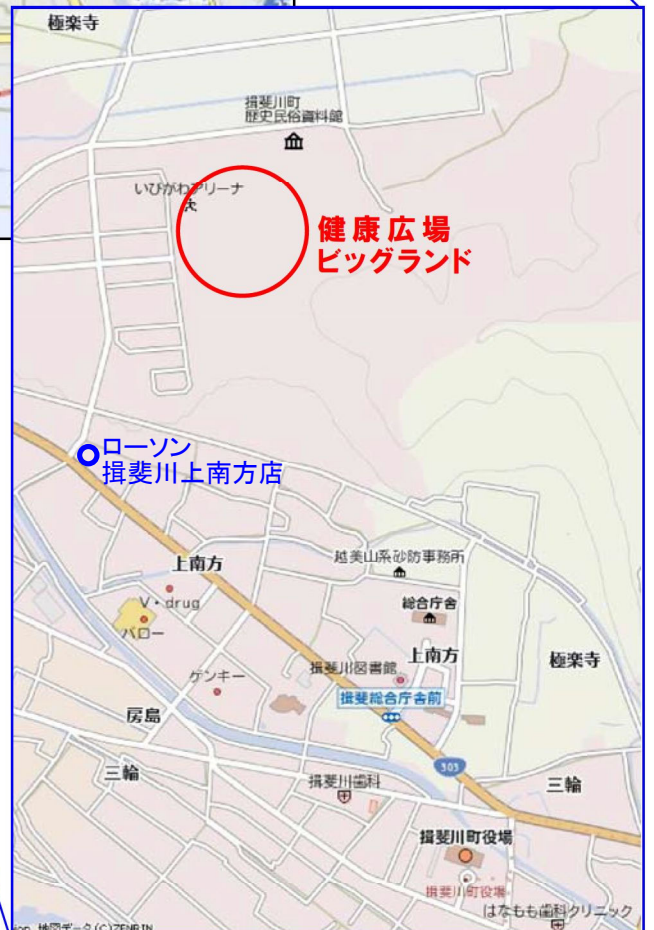 極楽寺
揖斐川町
歴史民俗資料館
いびがわアリーナ
健康広場
ビッグランド
ローソン
揖斐川上南方店
上南方
越美山系砂防事務所
V・drug
バロー
総合庁舎
ゲンキー
揖斐川図書館
上南方
極楽寺
揖斐総合庁舎前
房島
303
三輪
揖斐川歯科
三輪
揖斐川町役場
揖斐川町役場
はなもも歯科クリニック
地図データ(C)ZENRIN